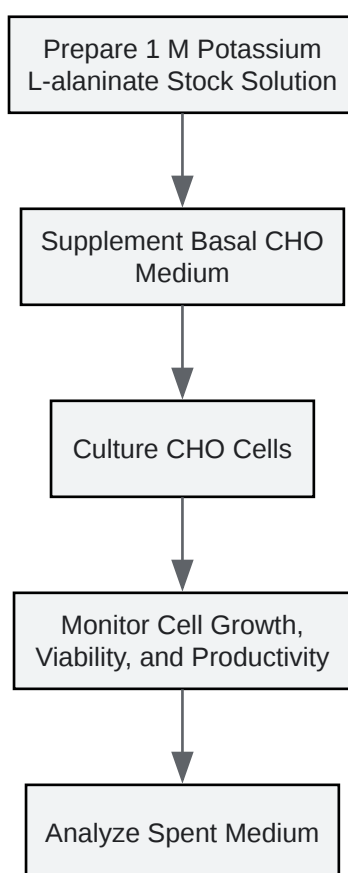 Prepare 1 M Potassium
L-alaninate Stock Solution
Supplement Basal CHO
Medium
Culture CHO Cells
Monitor Cell Growth,
Viability, and Productivity
Analyze Spent Medium